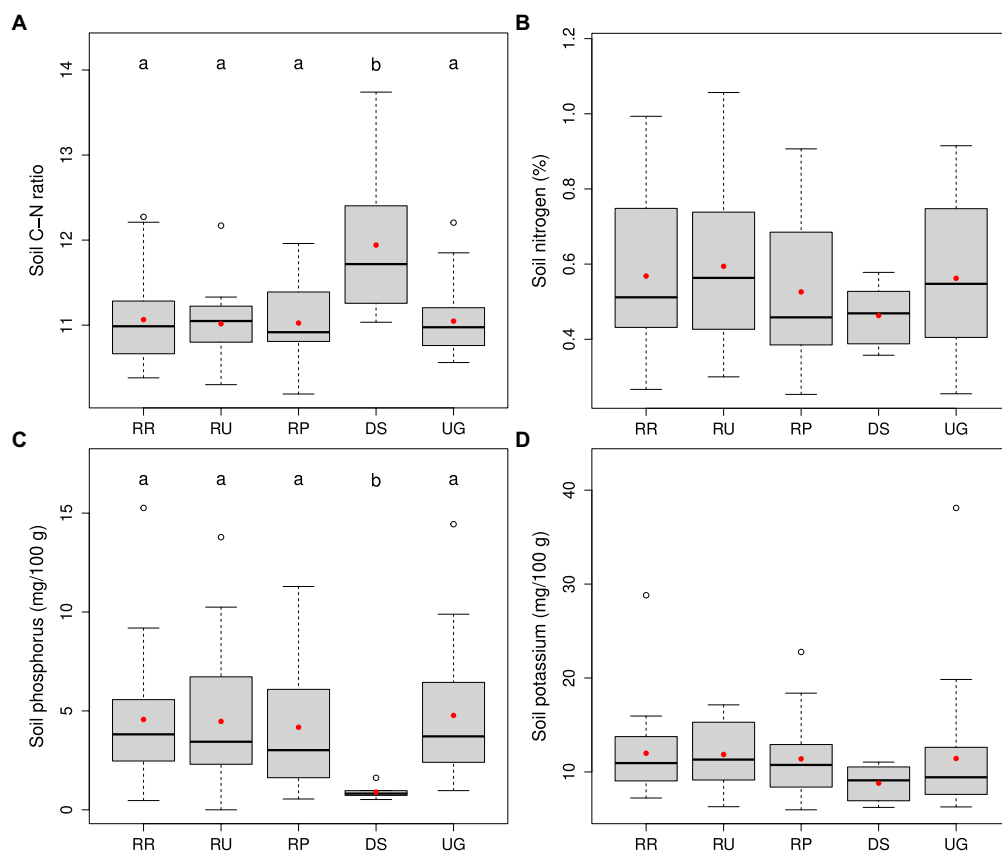 A
Soil C−N ratio
14
13
12
11
a a a b a
RR RU RP DS UG
B
Soil nitrogen (%)
1.2
1.0
0.8
0.6
0.4
RR RU RP DS UG
C
Soil phosphorus (mg/100 g)
15
10
5
0
a a a b a
RR RU RP DS UG
D
Soil potassium (mg/100 g)
40
30
20
10
RR RU RP DS UG